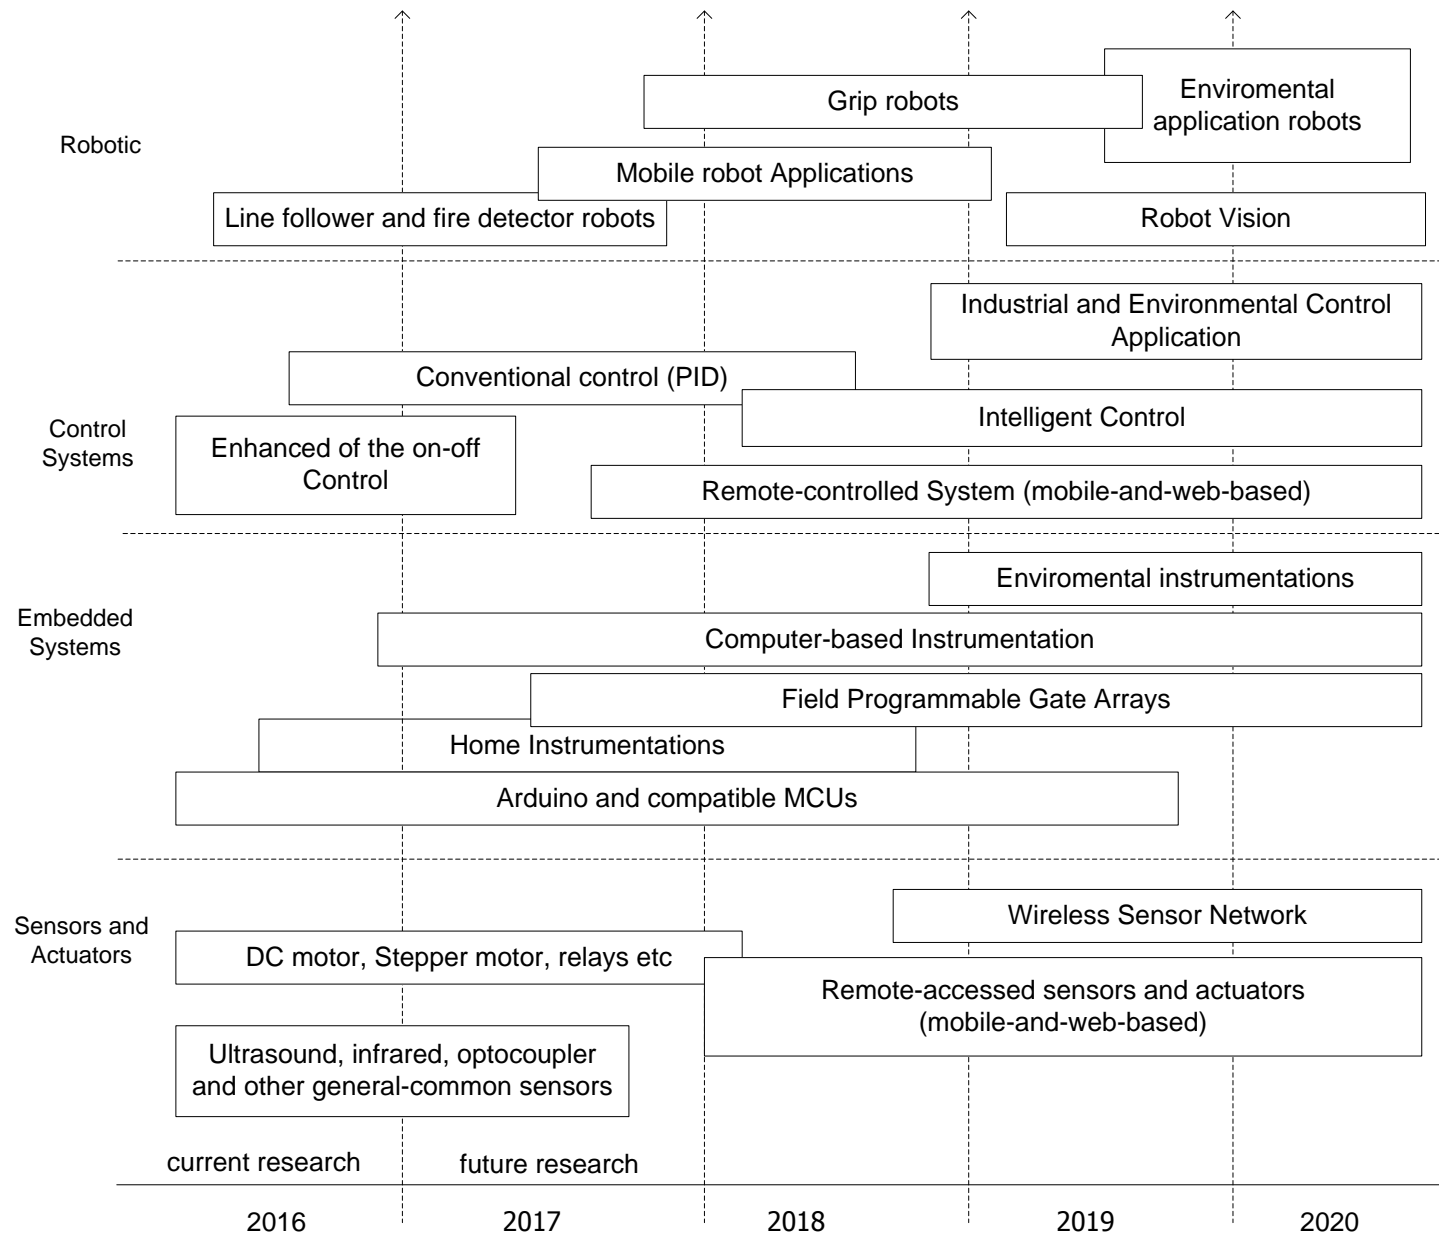 Grip robots
Enviromental
application robots
Robotic
Mobile robot Applications
Line follower and fire detector robots
Robot Vision
Industrial and Environmental Control
Application
Conventional control (PID)
Intelligent Control
Control
Systems
Enhanced of the on-off
Control
Remote-controlled System (mobile-and-web-based)
Enviromental instrumentations
Embedded
Systems
Computer-based Instrumentation
Field Programmable Gate Arrays
Home Instrumentations
Arduino and compatible MCUs
Wireless Sensor Network
Sensors and
Actuators
DC motor, Stepper motor, relays etc
Remote-accessed sensors and actuators
(mobile-and-web-based)
Ultrasound, infrared, optocoupler
and other general-common sensors
current research
future research
2016
2017
2018
2019
2020